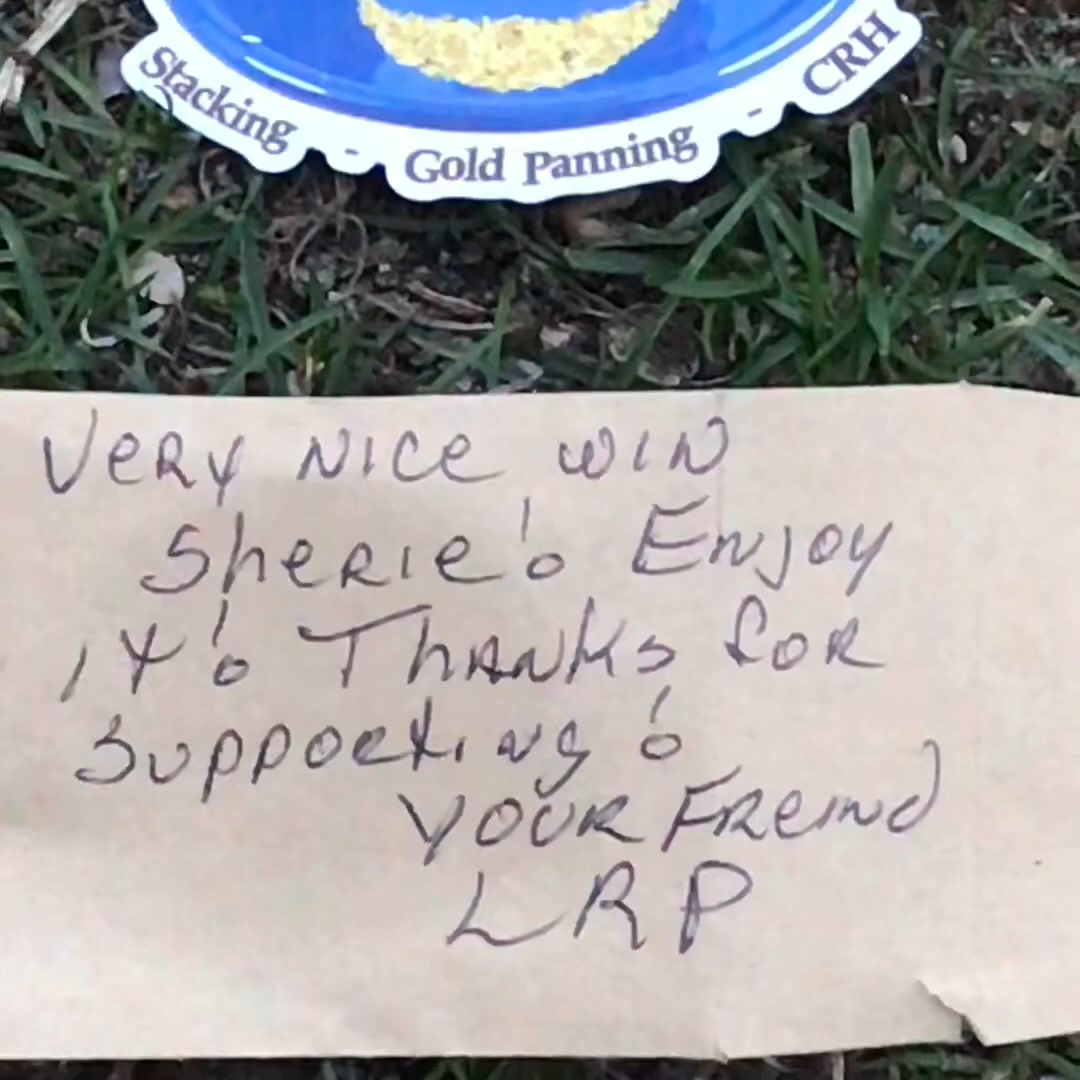 Stacking - Gold Panning - CRH
VERY NICE WIN
SheRIE! ENJOY
IT! THANKS foR
SuppoRtiNg!
YOUR FREIND
LRP